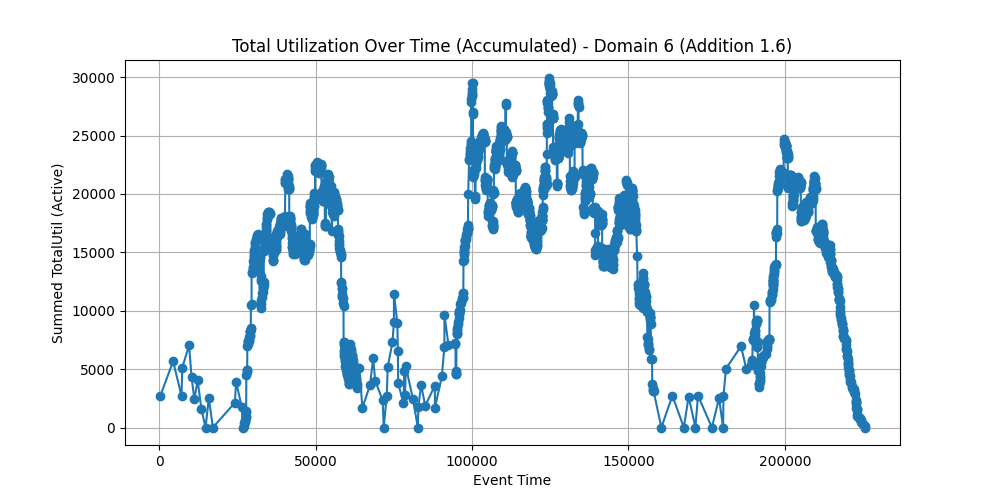 Total Utilization Over Time (Accumulated) - Domain 6 (Addition 1.6)
30000
25000
20000
15000
10000
5000
0
Summed TotalUtil (Active)
0 50000 100000 150000 200000
Event Time